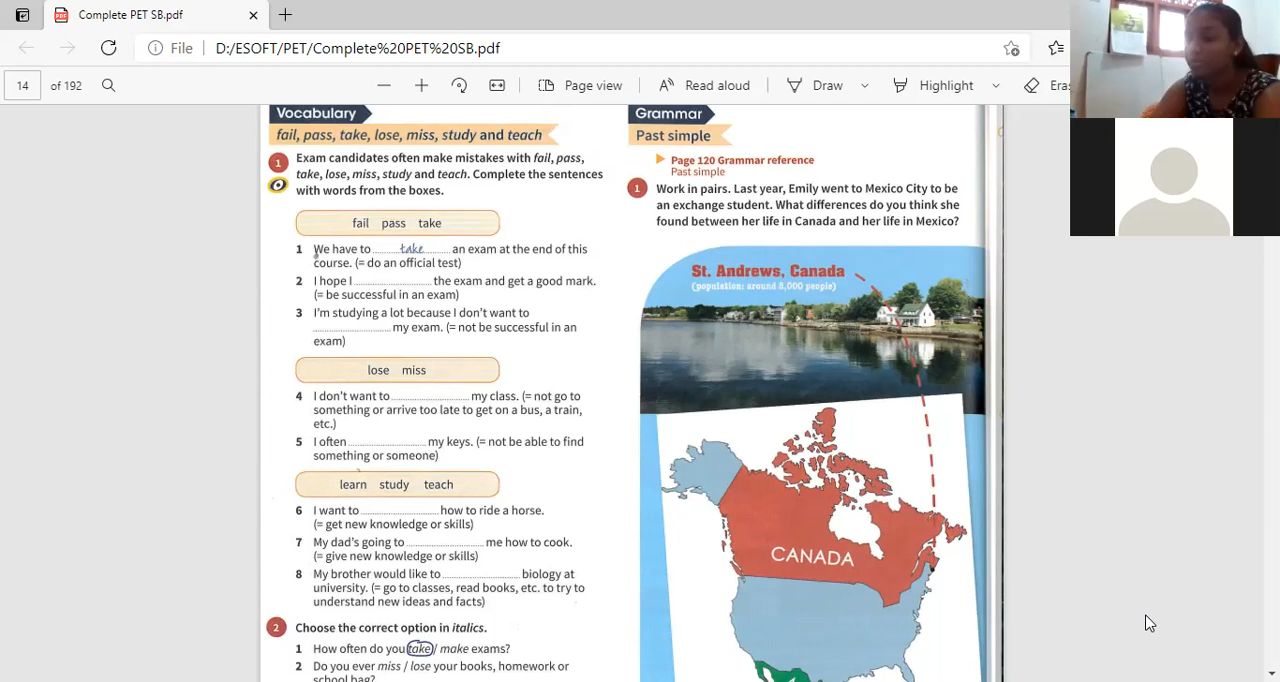 Complete PET SB.pdf
File D:/ESOFT/PET/Complete%20PET%20SB.pdf
14 of 192
Page view
Read aloud
Draw
Highlight
Eras
Vocabulary
fail, pass, take, lose, miss, study and teach
1 Exam candidates often make mistakes with fail, pass,
take, lose, miss, study and teach. Complete the sentences
with words from the boxes.
fail pass take
1 We have to take an exam at the end of this
course. (= do an official test)
2 I hope I the exam and get a good mark.
(= be successful in an exam)
3 I'm studying a lot because I don't want to
my exam. (= not be successful in an
exam)
lose miss
4 I don't want to my class. (= not go to
something or arrive too late to get on a bus, a train,
etc.)
5 I often my keys. (= not be able to find
something or someone)
learn study teach
6 I want to how to ride a horse.
(= get new knowledge or skills)
7 My dad's going to me how to cook.
(= give new knowledge or skills)
8 My brother would like to biology at
university. (= go to classes, read books, etc. to try to
understand new ideas and facts)
2 Choose the correct option in italics.
1 How often do you take / make exams?
2 Do you ever miss / lose your books, homework or
school bag?
Grammar
Past simple
Page 120 Grammar reference
Past simple
1 Work in pairs. Last year, Emily went to Mexico City to be
an exchange student. What differences do you think she
found between her life in Canada and her life in Mexico?
St. Andrews, Canada
(population: around 8,000 people)
CANADA